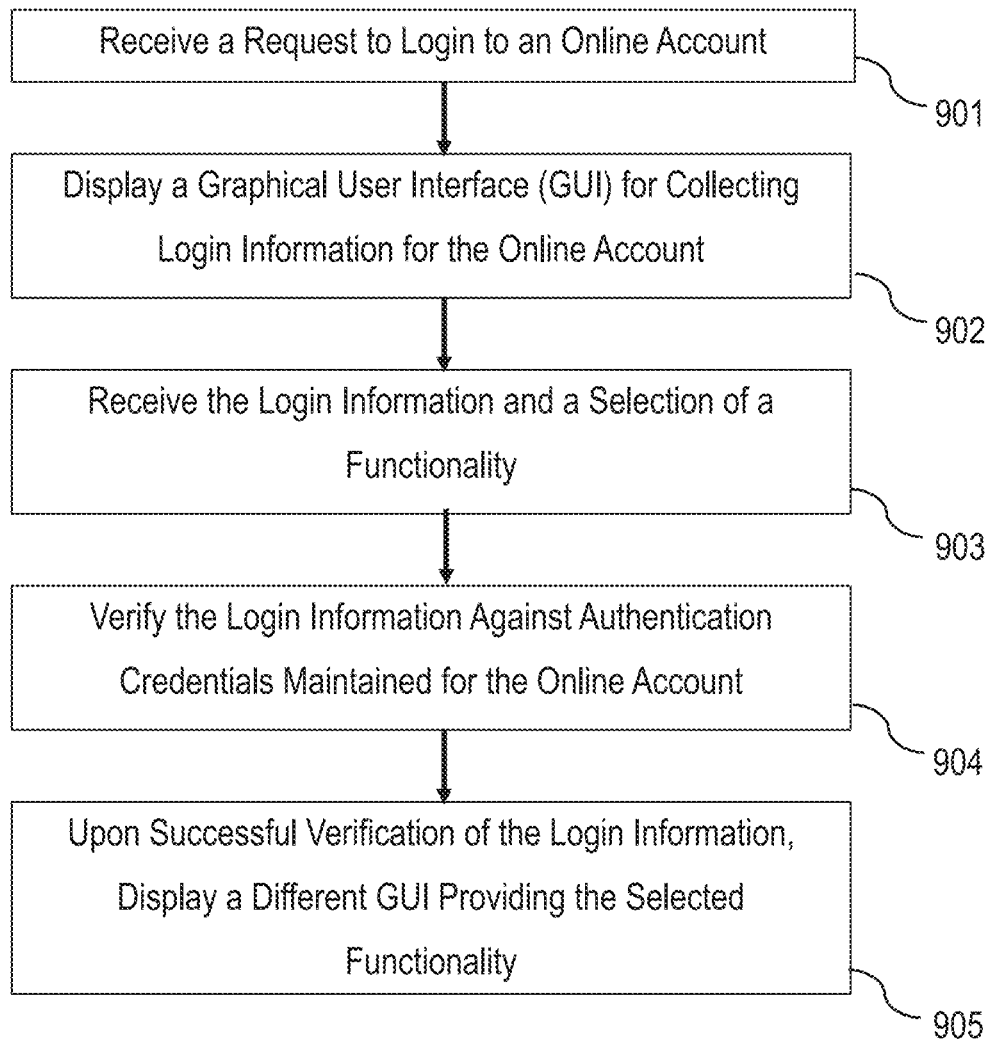 Receive a Request to Login to an Online Account
901
Display a Graphical User Interface (GUI) for Collecting
Login Information for the Online Account
902
Receive the Login Information and a Selection of a
Functionality
903
Verify the Login Information Against Authentication
Credentials Maintained for the Online Account
904
Upon Successful Verification of the Login Information,
Display a Different GUI Providing the Selected
Functionality
905